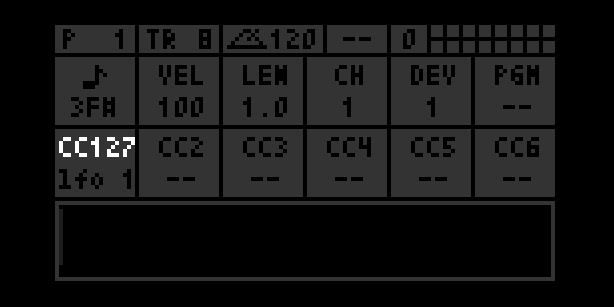 P 1 TR 8 120 -- 0
♪ VEL LEN CH DEV PGM
3F# 100 1.0 1 1 --
CC127 CC2 CC3 CC4 CC5 CC6
lfo 1 -- -- -- -- --